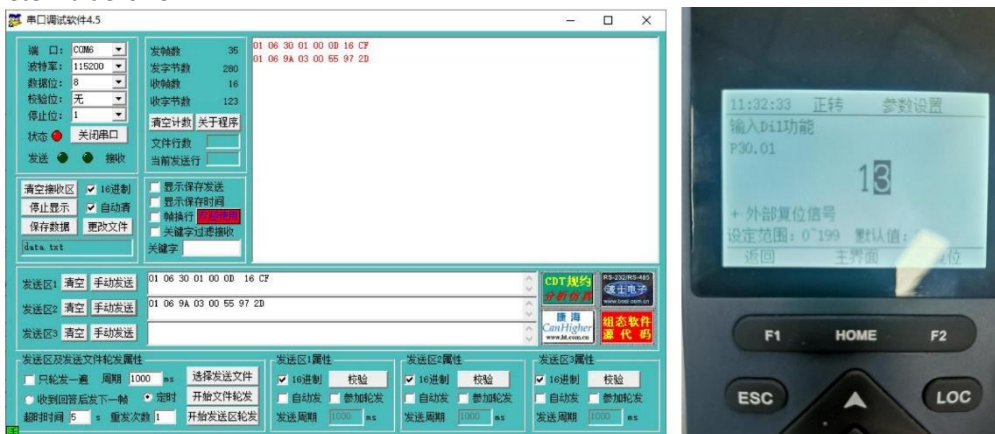 串口调试软件4.5
端 口: COM6
波特率: 115200
数据位: 8
校验位: 无
停止位: 1
状态 关闭串口
发送 接收
发帧数 35
发字节数 280
收帧数 16
收字节数 123
清空计数 关于程序
文件行数
当前发送行
01 06 30 01 00 0D 16 CF
01 06 9A 03 00 55 97 2D
清空接收区 16进制
停止显示 自动清
保存数据 更改文件
data.txt
显示保存发送
显示保存时间
帧换行
关键字过滤接收
关键字
发送区1 清空 手动发送 01 06 30 01 00 0D 16 CF
发送区2 清空 手动发送 01 06 9A 03 00 55 97 2D
发送区3 清空 手动发送
CDT规约
分析仿真
RS-232/RS-485
波士电子
康海
CanHigher
组态软件
源 代 码
发送区及发送文件轮发属性
只轮发一遍 周期 1000 ms 选择发送文件
收到回答后发下一帧 定时 开始文件轮发
超时时间 5 s 重发次数 1 开始发送区轮发
发送区1属性
16进制 校验
自动发 参加轮发
发送周期 1000 ms
发送区2属性
16进制 校验
自动发 参加轮发
发送周期 1000 ms
发送区3属性
16进制 校验
自动发 参加轮发
发送周期 1000 ms
11:32:33 正转 参数设置
输入Di1功能
P30.01
13
+ 外部复位信号
设定范围: 0~199 默认值:
返回 主界面 位
F1 HOME F2
ESC LOC